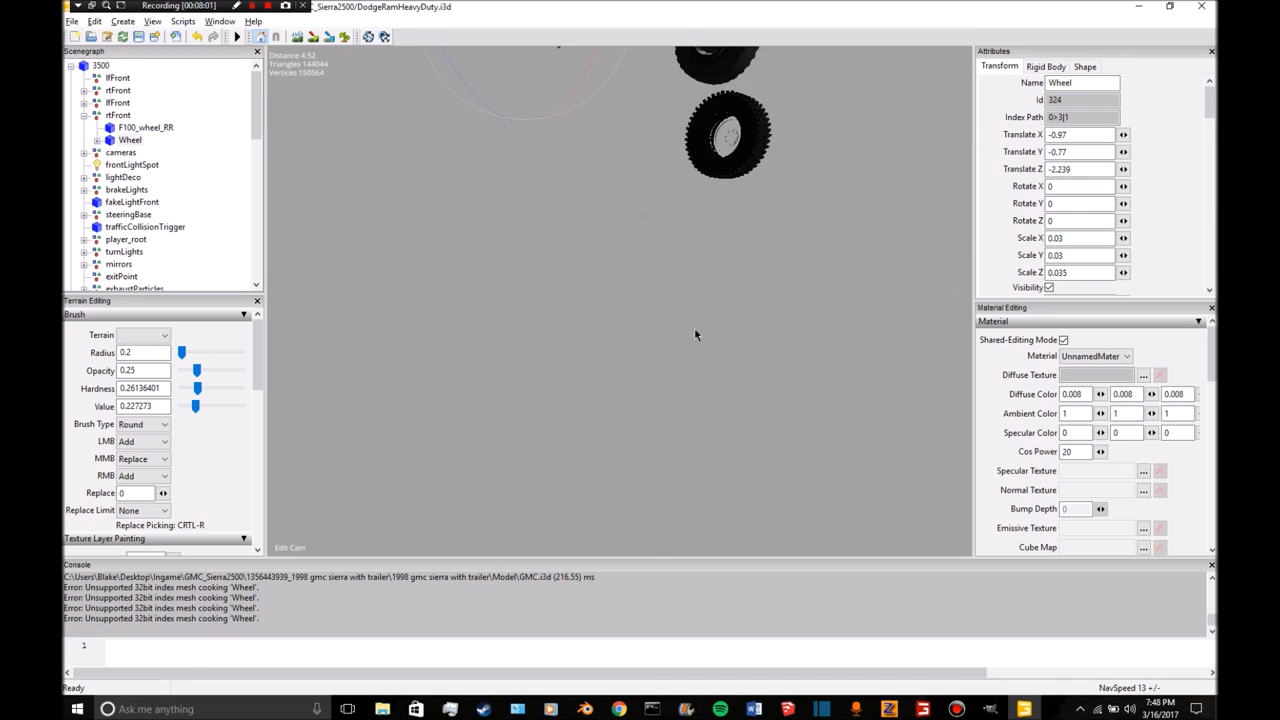 Recording [00:08:01]
C_Sierra2500/DodgeRamHeavyDuty.i3d
File Edit Create View Scripts Window Help
Scenegraph
3500
lfFront
rtFront
lfFront
rtFront
F100_wheel_RR
Wheel
cameras
frontLightSpot
lightDeco
brakeLights
fakeLightFront
steeringBase
trafficCollisionTrigger
player_root
turnLights
mirrors
exitPoint
exhaustParticles
Terrain Editing
Brush
Terrain
Radius 0.2
Opacity 0.25
Hardness 0.26136401
Value 0.227273
Brush Type Round
LMB Add
MMB Replace
RMB Add
Replace 0
Replace Limit None
Replace Picking: CRTL-R
Texture Layer Painting
Distance 4.52
Triangles 144044
Vertices 150564
Edit Cam
Attributes
Transform Rigid Body Shape
Name Wheel
Id 324
Index Path 0>3|1
Translate X -0.97
Translate Y -0.77
Translate Z -2.239
Rotate X 0
Rotate Y 0
Rotate Z 0
Scale X 0.03
Scale Y 0.03
Scale Z 0.035
Visibility
Material Editing
Material
Shared-Editing Mode
Material UnnamedMater
Diffuse Texture ...
Diffuse Color 0.008 0.008 0.008
Ambient Color 1 1 1
Specular Color 0 0 0
Cos Power 20
Specular Texture ...
Normal Texture ...
Bump Depth 0
Emissive Texture ...
Cube Map ...
Console
C:\Users\Blake\Desktop\Ingame\GMC_Sierra2500\1356443939_1998 gmc sierra with trailer\1998 gmc sierra with trailer\Model\GMC.i3d (216.55) ms
Error: Unsupported 32bit index mesh cooking 'Wheel'.
Error: Unsupported 32bit index mesh cooking 'Wheel'.
Error: Unsupported 32bit index mesh cooking 'Wheel'.
Error: Unsupported 32bit index mesh cooking 'Wheel'.
1
Ready
NavSpeed 13 +/-
Ask me anything
7:48 PM
3/16/2017